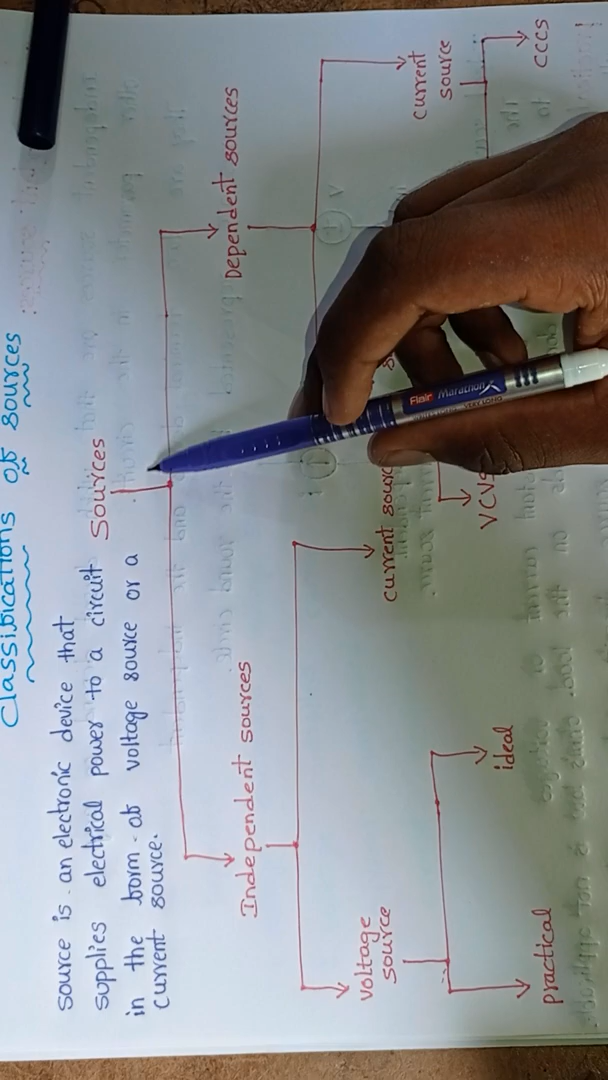 Classifications of sources
source is an electronic device that
supplies electrical power to a circuit
in the form of voltage source or a
current source.
Sources
Independent sources
Dependent sources
Voltage
source
current
practical
ideal
current
source
VCVS
CCCS
Flair Marathon X
VERY LONG